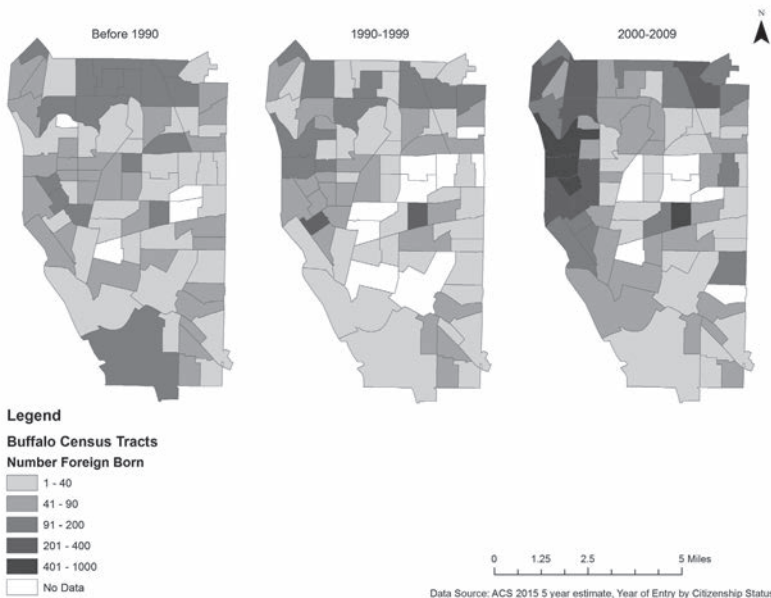 N
Before 1990
1990-1999
2000-2009
Legend
Buffalo Census Tracts
Number Foreign Born
1 - 40
41 - 90
91 - 200
201 - 400
401 - 1000
No Data
0 1.25 2.5 5 Miles
Data Source: ACS 2015 5 year estimate, Year of Entry by Citizenship Status